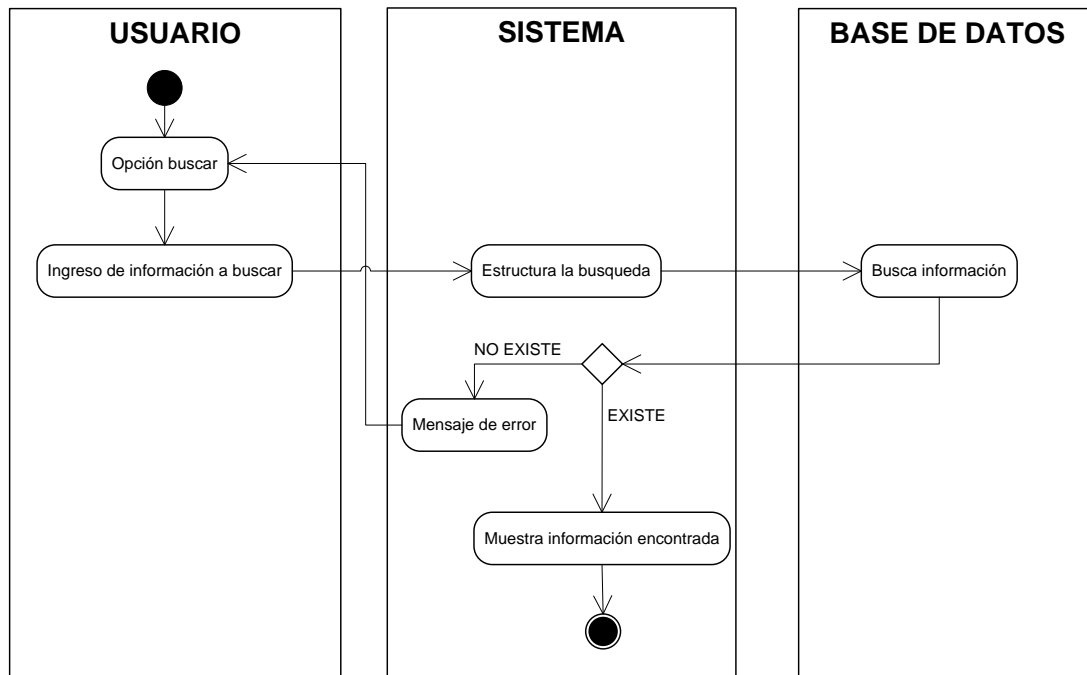 USUARIO
SISTEMA
BASE DE DATOS
Opción buscar
Ingreso de información a buscar
Estructura la busqueda
Busca información
NO EXISTE
Mensaje de error
EXISTE
Muestra información encontrada